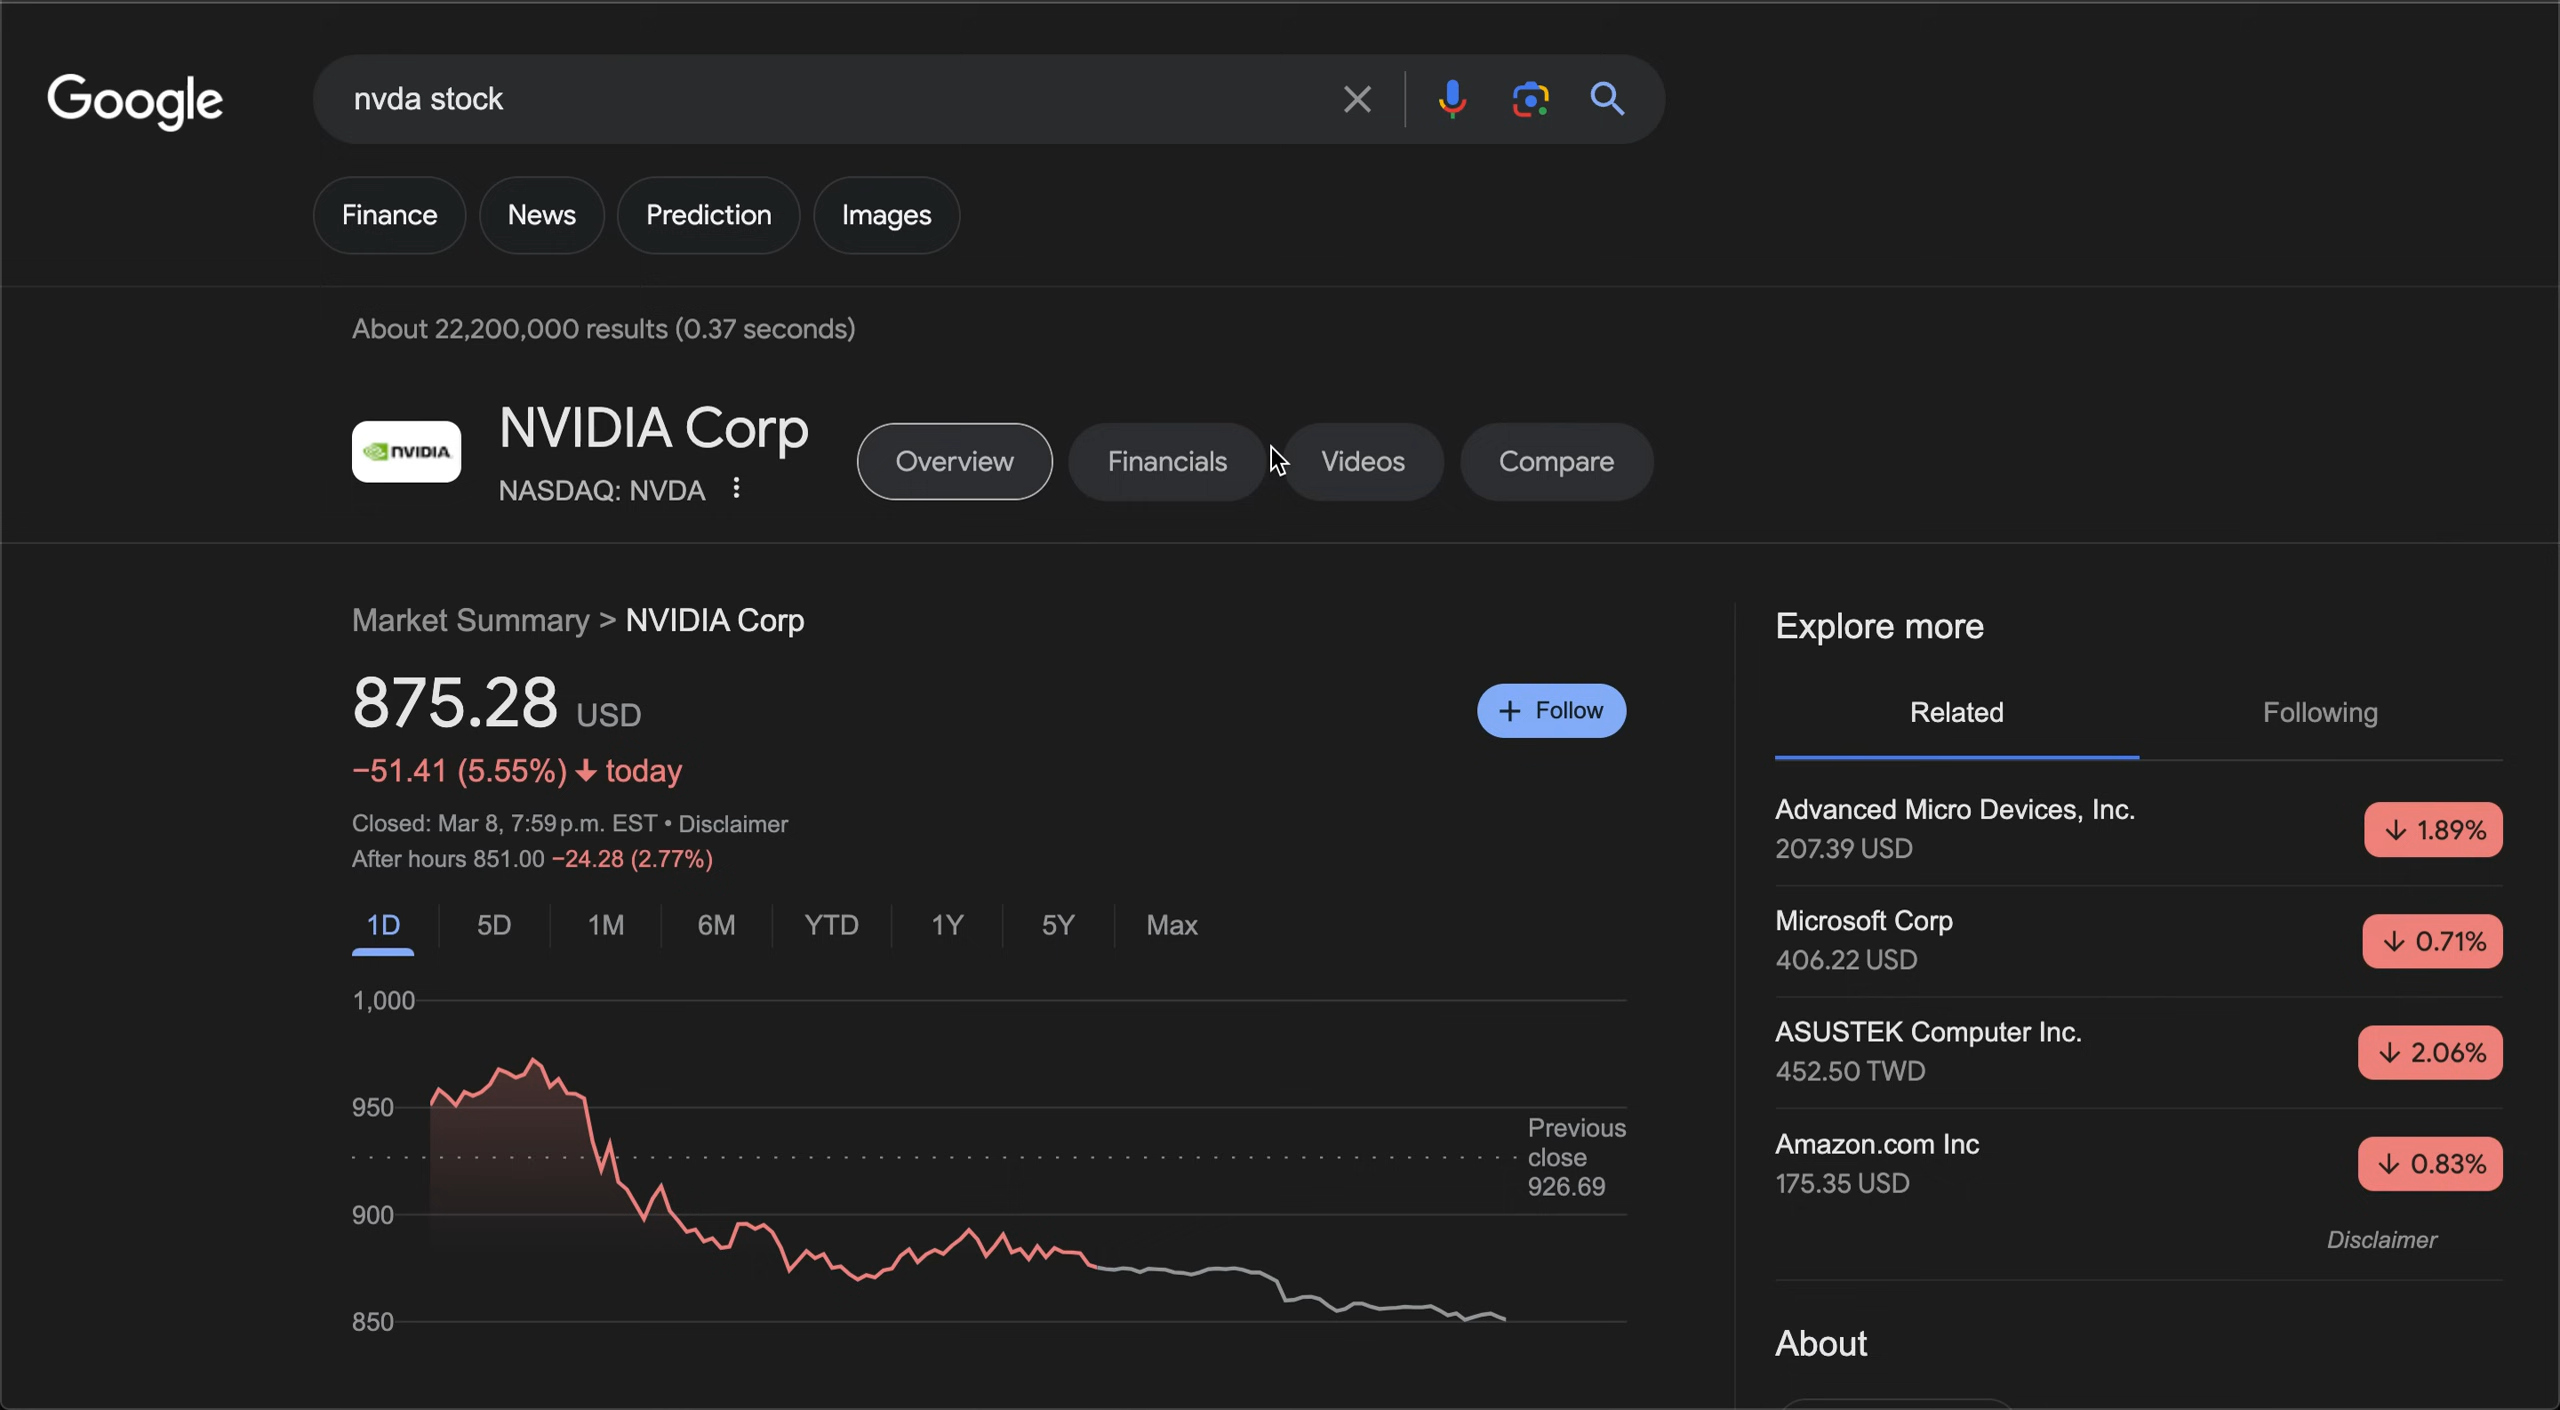 Google
nvda stock
Finance
News
Prediction
Images
About 22,200,000 results (0.37 seconds)
NVIDIA
NVIDIA Corp
NASDAQ: NVDA
Overview
Financials
Videos
Compare
Market Summary > NVIDIA Corp
875.28 USD
+ Follow
−51.41 (5.55%) ↓ today
Closed: Mar 8, 7:59 p.m. EST • Disclaimer
After hours 851.00 −24.28 (2.77%)
1D
5D
1M
6M
YTD
1Y
5Y
Max
1,000
950
900
850
Previous
close
926.69
Explore more
Related
Following
Advanced Micro Devices, Inc.
207.39 USD
↓ 1.89%
Microsoft Corp
406.22 USD
↓ 0.71%
ASUSTEK Computer Inc.
452.50 TWD
↓ 2.06%
Amazon.com Inc
175.35 USD
↓ 0.83%
Disclaimer
About